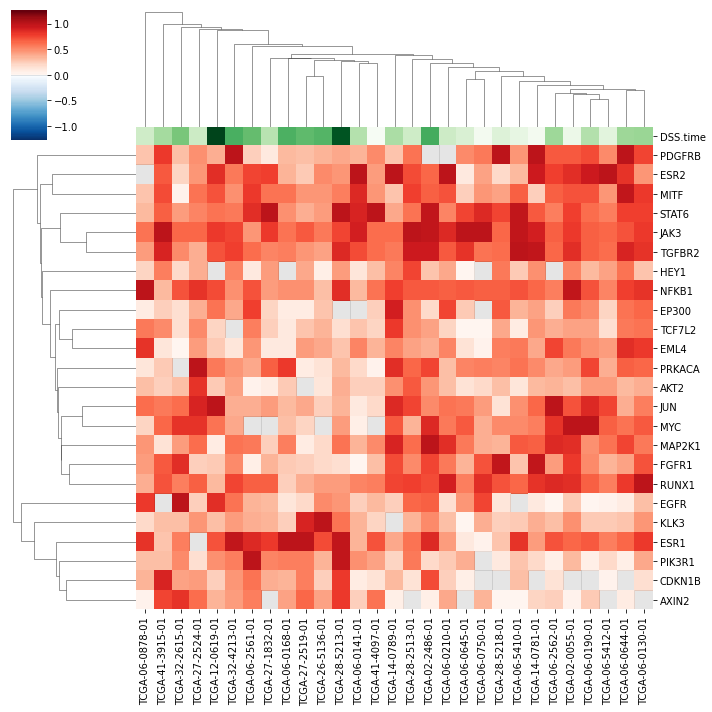 1.0
0.5
0.0
−0.5
−1.0
DSS.time
PDGFRB
ESR2
MITF
STAT6
JAK3
TGFBR2
HEY1
NFKB1
EP300
TCF7L2
EML4
PRKACA
AKT2
JUN
MYC
MAP2K1
FGFR1
RUNX1
EGFR
KLK3
ESR1
PIK3R1
CDKN1B
AXIN2
TCGA-06-0878-01
TCGA-41-3915-01
TCGA-32-2615-01
TCGA-27-2524-01
TCGA-12-0619-01
TCGA-32-4213-01
TCGA-06-2561-01
TCGA-27-1832-01
TCGA-06-0168-01
TCGA-27-2519-01
TCGA-26-5136-01
TCGA-28-5213-01
TCGA-06-0141-01
TCGA-41-4097-01
TCGA-14-0789-01
TCGA-28-2513-01
TCGA-02-2486-01
TCGA-06-0210-01
TCGA-06-0645-01
TCGA-06-0750-01
TCGA-28-5218-01
TCGA-06-5410-01
TCGA-14-0781-01
TCGA-06-2562-01
TCGA-02-0055-01
TCGA-06-0190-01
TCGA-06-5412-01
TCGA-06-0644-01
TCGA-06-0130-01